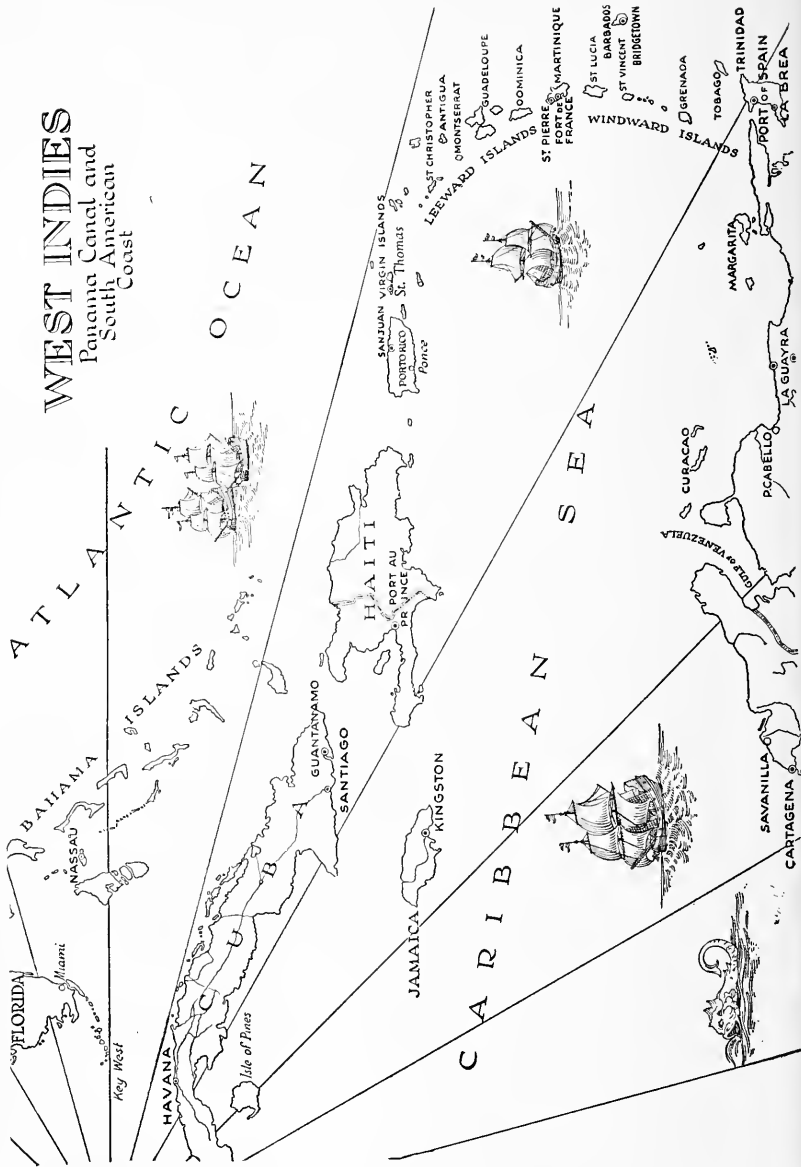 WEST INDIES
Panama Canal and
South American
Coast
ATLANTIC
OCEAN
FLORIDA
Miami
Key West
BAHAMA
ISLANDS
NASSAU
HAVANA
CUBA
Isle of Pines
GUANTANAMO
SANTIAGO
JAMAICA
KINGSTON
HAITI
PORT AU
PRINCE
SANJUAN
VIRGIN ISLANDS
St. Thomas
PORTO RICO
Ponce
ST CHRISTOPHER
ANTIGUA
MONTSERRAT
GUADELOUPE
LEEWARD ISLANDS
DOMINICA
ST. PIERRE
MARTINIQUE
FORT DE
FRANCE
ST LUCIA
BARBADOS
ST VINCENT
BRIDGETOWN
WINDWARD ISLANDS
GRENADA
TOBAGO
TRINIDAD
PORT OF SPAIN
LA BREA
CARIBBEAN
SEA
MARGARITA
LA GUAYRA
P.CABELLO
CURACAO
GULF OF VENEZUELA
SAVANILLA
CARTAGENA